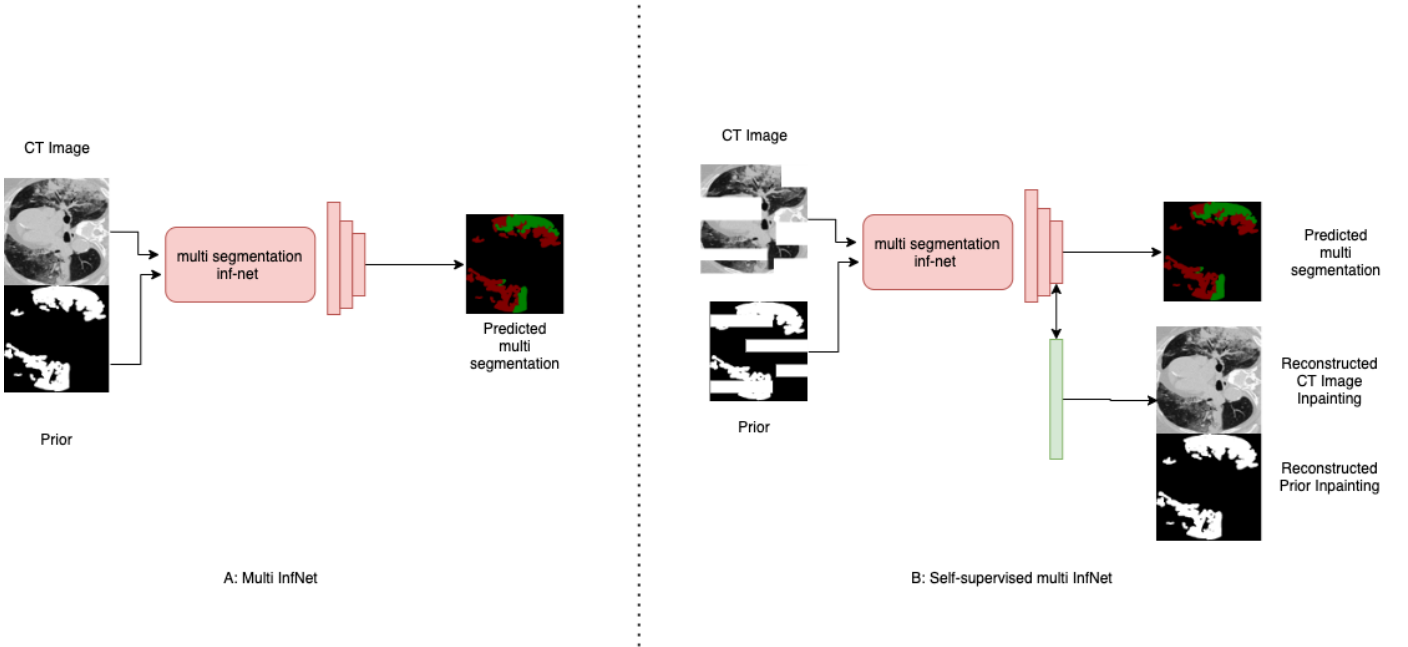 CT Image
multi segmentation
inf-net
Predicted
multi
segmentation
Prior
A: Multi InfNet
CT Image
multi segmentation
inf-net
Predicted
multi
segmentation
Prior
Reconstructed
CT Image
Inpainting
Reconstructed
Prior Inpainting
B: Self-supervised multi InfNet